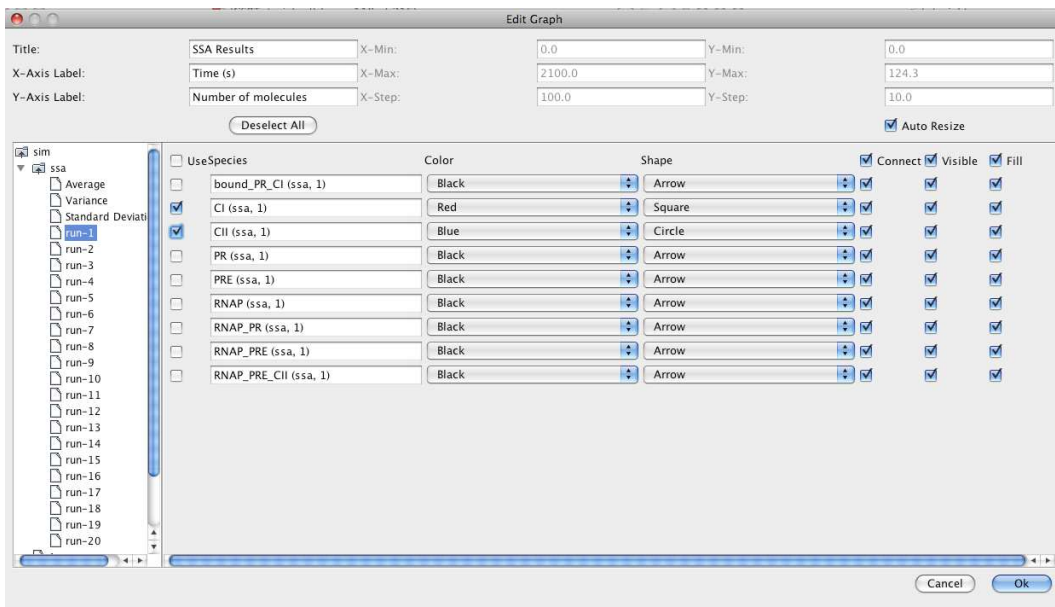 Edit Graph
Title: SSA Results X-Min: 0.0 Y-Min: 0.0
X-Axis Label: Time (s) X-Max: 2100.0 Y-Max: 124.3
Y-Axis Label: Number of molecules X-Step: 100.0 Y-Step: 10.0
Deselect All Auto Resize
sim
ssa
Average
Variance
Standard Deviati
run-1
run-2
run-3
run-4
run-5
run-6
run-7
run-8
run-9
run-10
run-11
run-12
run-13
run-14
run-15
run-16
run-17
run-18
run-19
run-20
Use Species Color Shape Connect Visible Fill
bound_PR_CI (ssa, 1) Black Arrow
CI (ssa, 1) Red Square
CII (ssa, 1) Blue Circle
PR (ssa, 1) Black Arrow
PRE (ssa, 1) Black Arrow
RNAP (ssa, 1) Black Arrow
RNAP_PR (ssa, 1) Black Arrow
RNAP_PRE (ssa, 1) Black Arrow
RNAP_PRE_CII (ssa, 1) Black Arrow
Cancel Ok